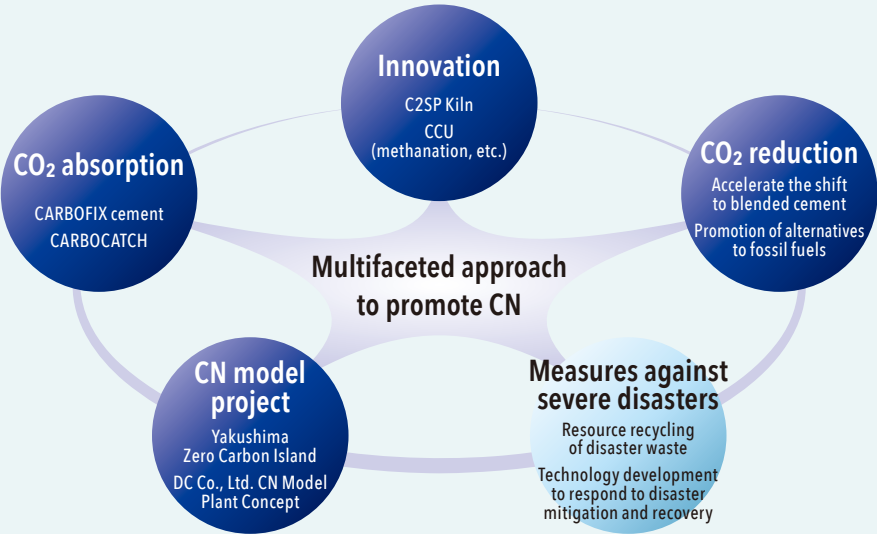 Innovation
C2SP Kiln
CCU
(methanation, etc.)
CO₂ absorption
CARBOFIX cement
CARBOCATCH
CO₂ reduction
Accelerate the shift
to blended cement
Promotion of alternatives
to fossil fuels
Multifaceted approach
to promote CN
CN model
project
Yakushima
Zero Carbon Island
DC Co., Ltd. CN Model
Plant Concept
Measures against
severe disasters
Resource recycling
of disaster waste
Technology development
to respond to disaster
mitigation and recovery